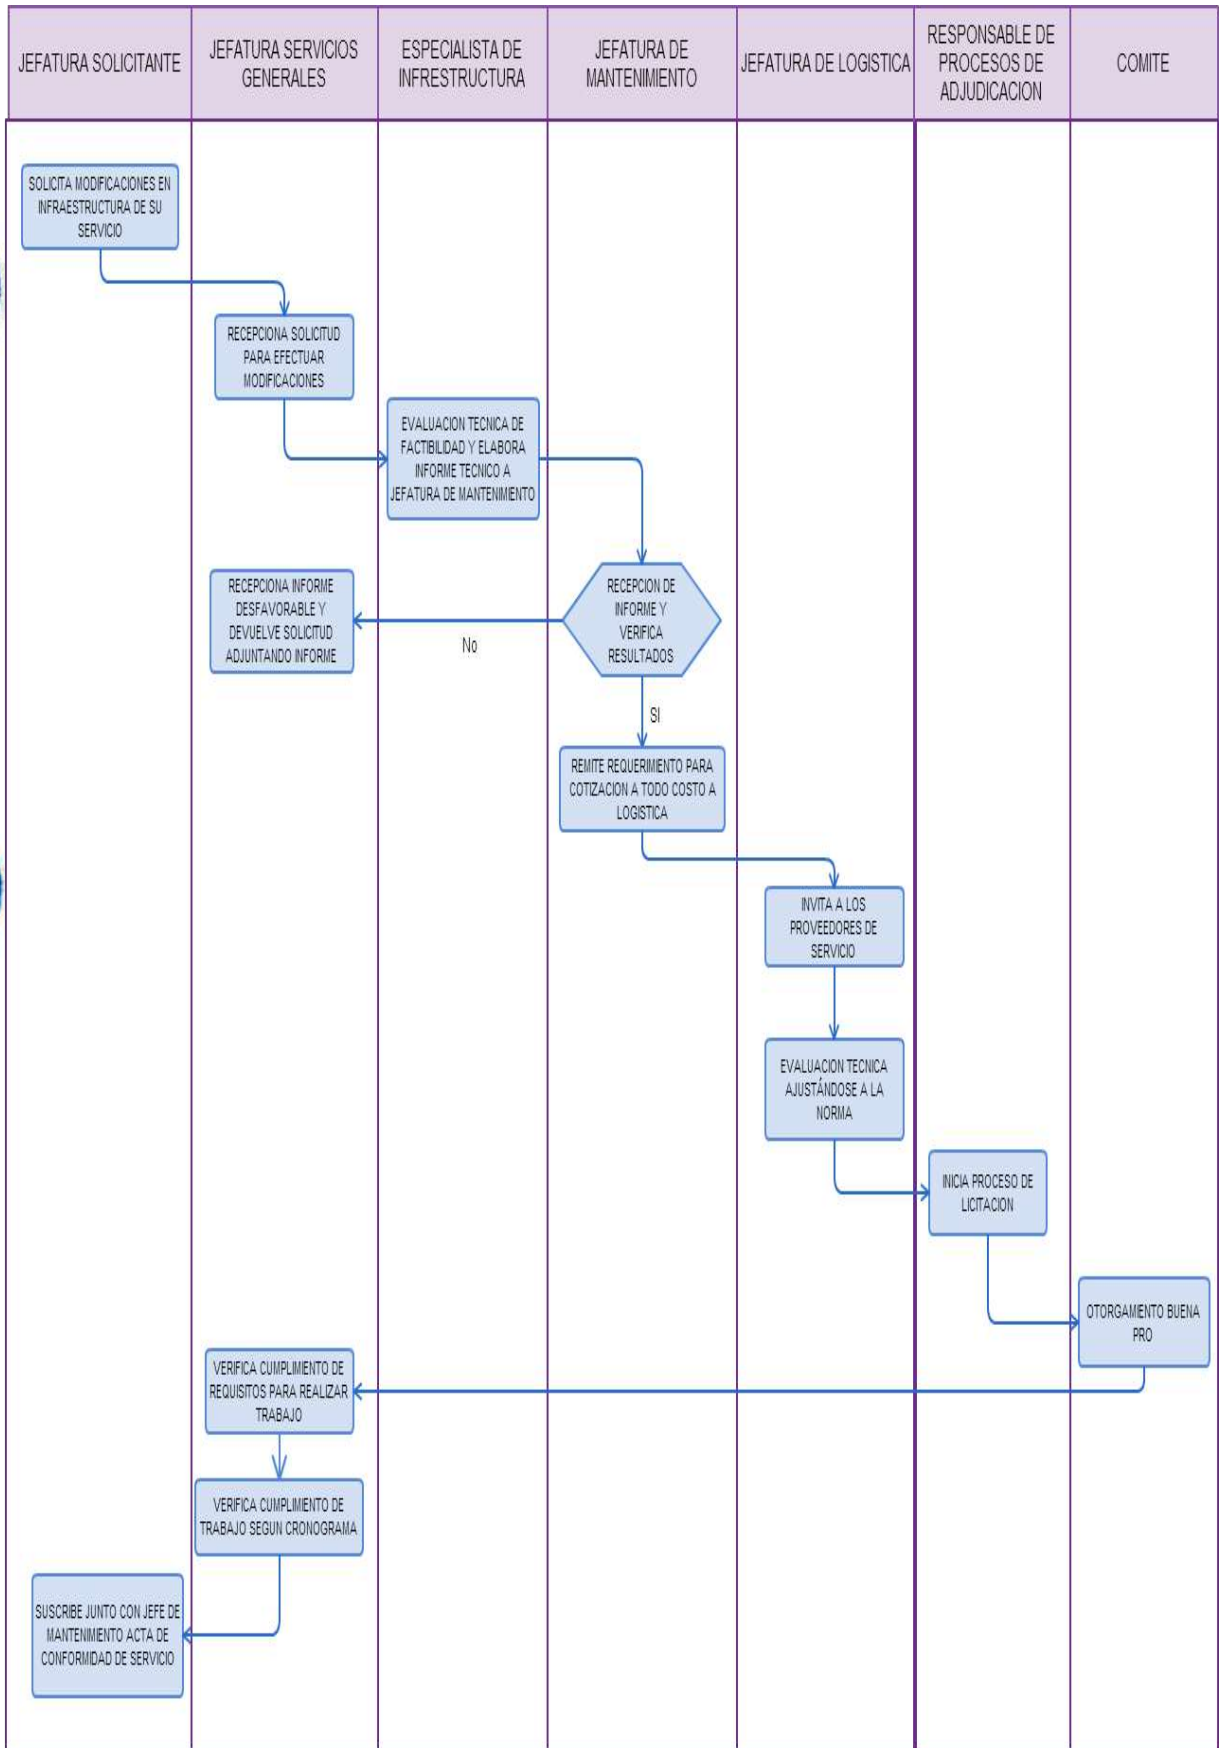 JEFATURA SOLICITANTE
JEFATURA SERVICIOS
GENERALES
ESPECIALISTA DE
INFRESTRUCTURA
JEFATURA DE
MANTENIMIENTO
JEFATURA DE LOGISTICA
RESPONSABLE DE
PROCESOS DE
ADJUDICACION
COMITE
SOLICITA MODIFICACIONES EN
INFRAESTRUCTURA DE SU
SERVICIO
RECEPCIONA SOLICITUD
PARA EFECTUAR
MODIFICACIONES
EVALUACION TECNICA DE
FACTIBILIDAD Y ELABORA
INFORME TECNICO A
JEFATURA DE MANTENIMIENTO
RECEPCION DE
INFORME Y
VERIFICA
RESULTADOS
No
RECEPCIONA INFORME
DESFAVORABLE Y
DEVUELVE SOLICITUD
ADJUNTANDO INFORME
SI
REMITE REQUERIMIENTO PARA
COTIZACION A TODO COSTO A
LOGISTICA
INVITA A LOS
PROVEEDORES DE
SERVICIO
EVALUACION TECNICA
AJUSTÁNDOSE A LA
NORMA
INICIA PROCESO DE
LICITACION
OTORGAMIENTO BUENA
PRO
VERIFICA CUMPLIMIENTO DE
REQUISITOS PARA REALIZAR
TRABAJO
VERIFICA CUMPLIMIENTO DE
TRABAJO SEGUN CRONOGRAMA
SUSCRIBE JUNTO CON JEFE DE
MANTENIMIENTO ACTA DE
CONFORMIDAD DE SERVICIO